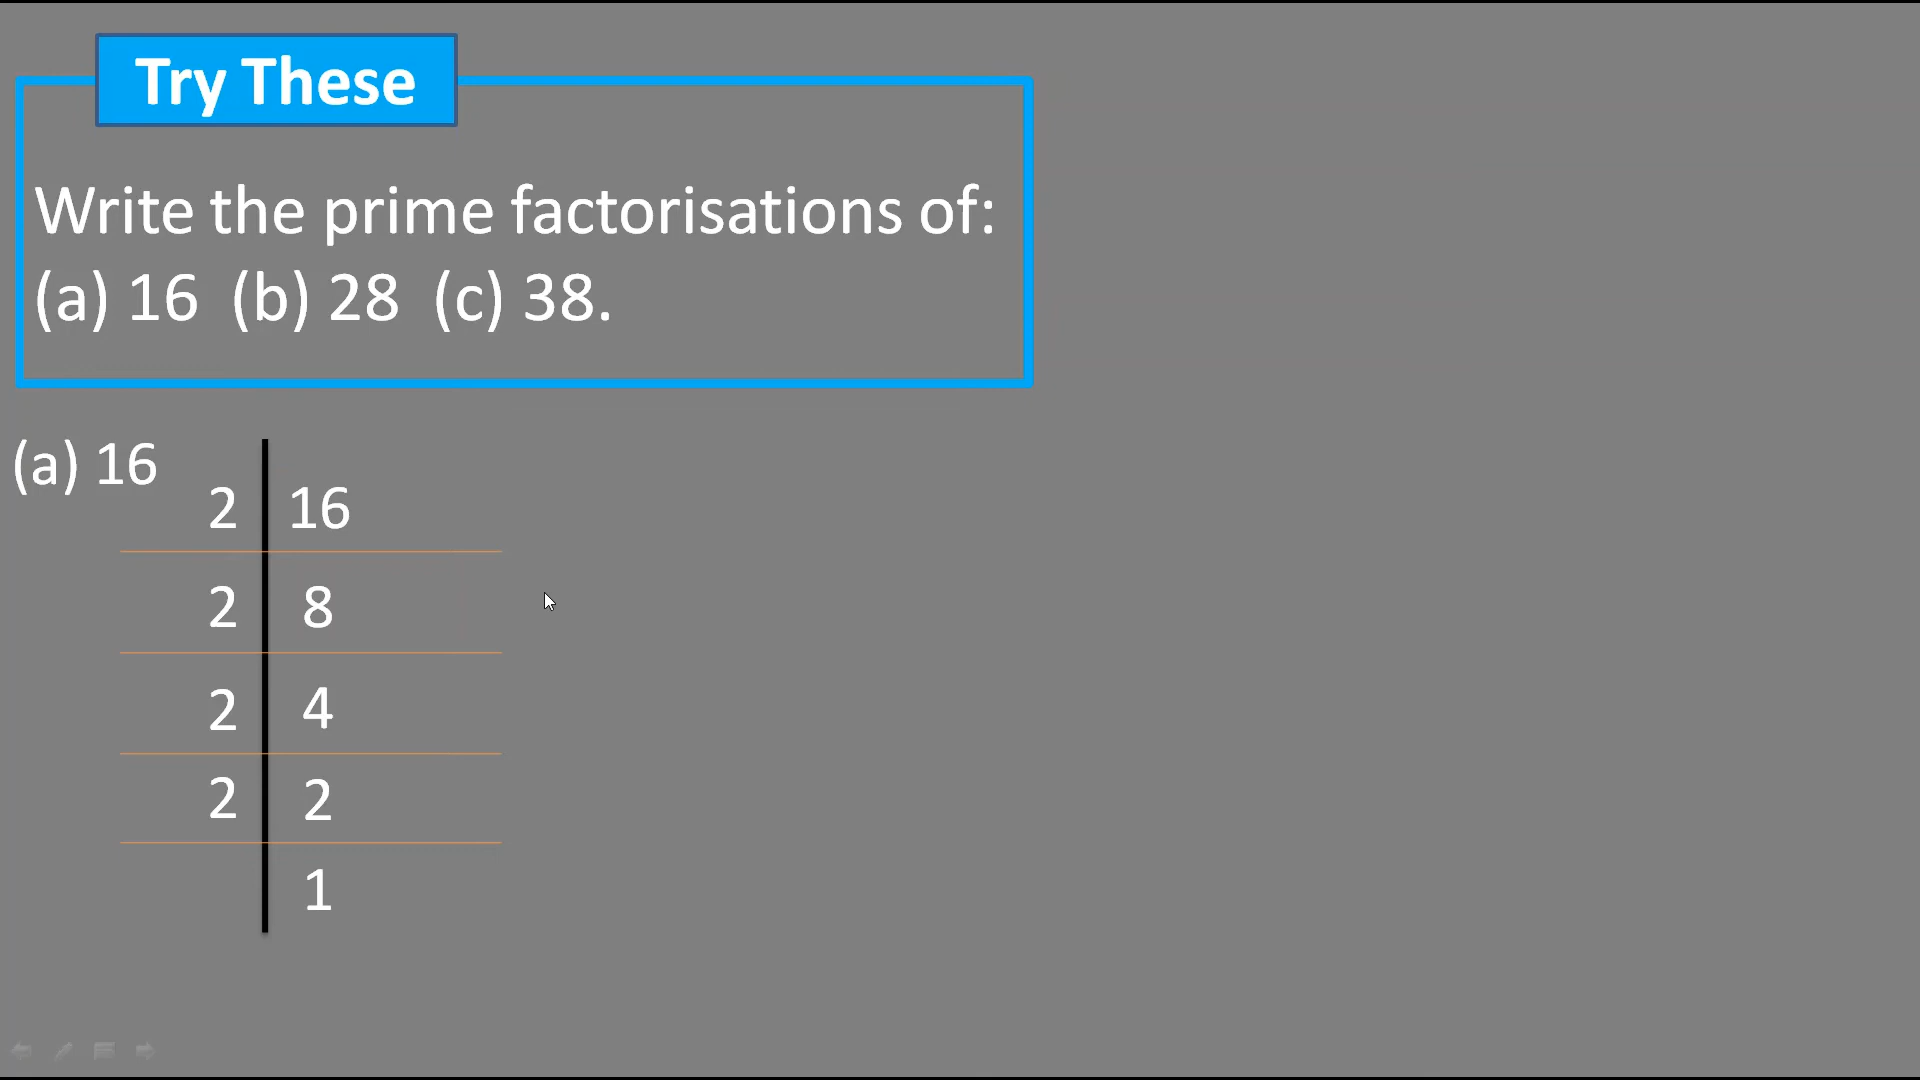 Try These
Write the prime factorisations of:
(a) 16 (b) 28 (c) 38.
(a) 16
2 16
2 8
2 4
2 2
1